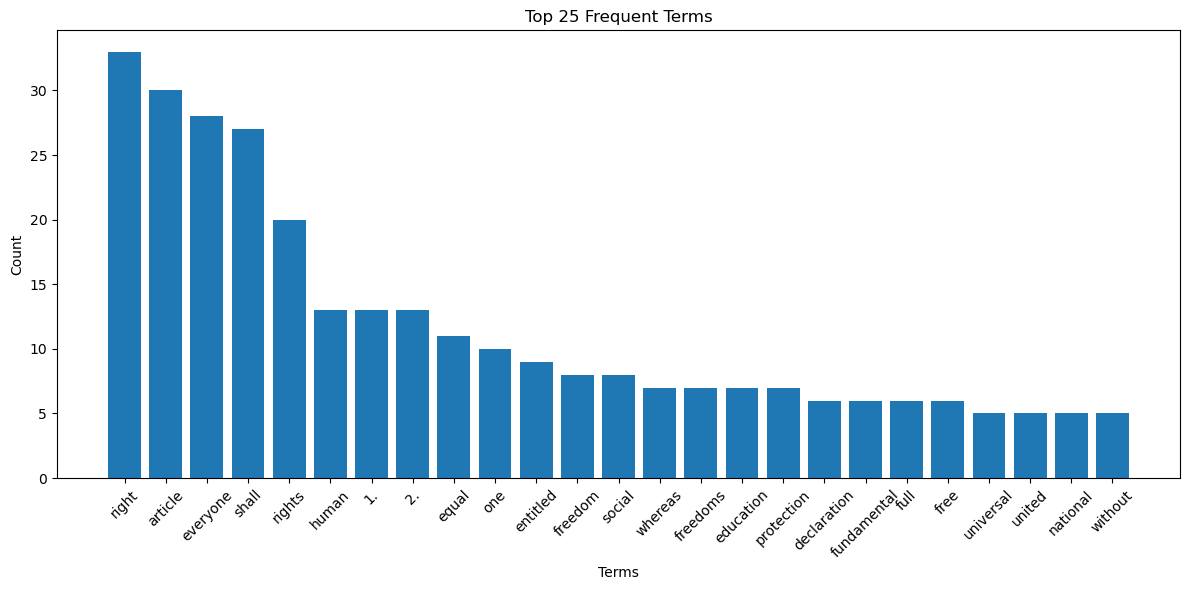 Top 25 Frequent Terms
Count
30
25
20
15
10
5
0
right
article
everyone
shall
rights
human
1.
2.
equal
one
entitled
freedom
social
whereas
freedoms
education
protection
declaration
fundamental
full
free
universal
united
national
without
Terms